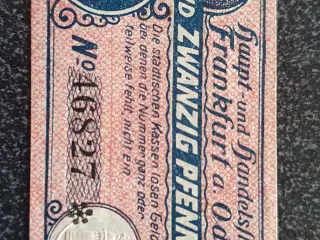 Haupt und Handelsst
Frankfurt a. Od
D ZWANZIG PFENN
Die städtischen Kassen lösen Geld
bei denen die Nummer ganz oder
teilweise fehlt, nicht ein.
No 46827 *